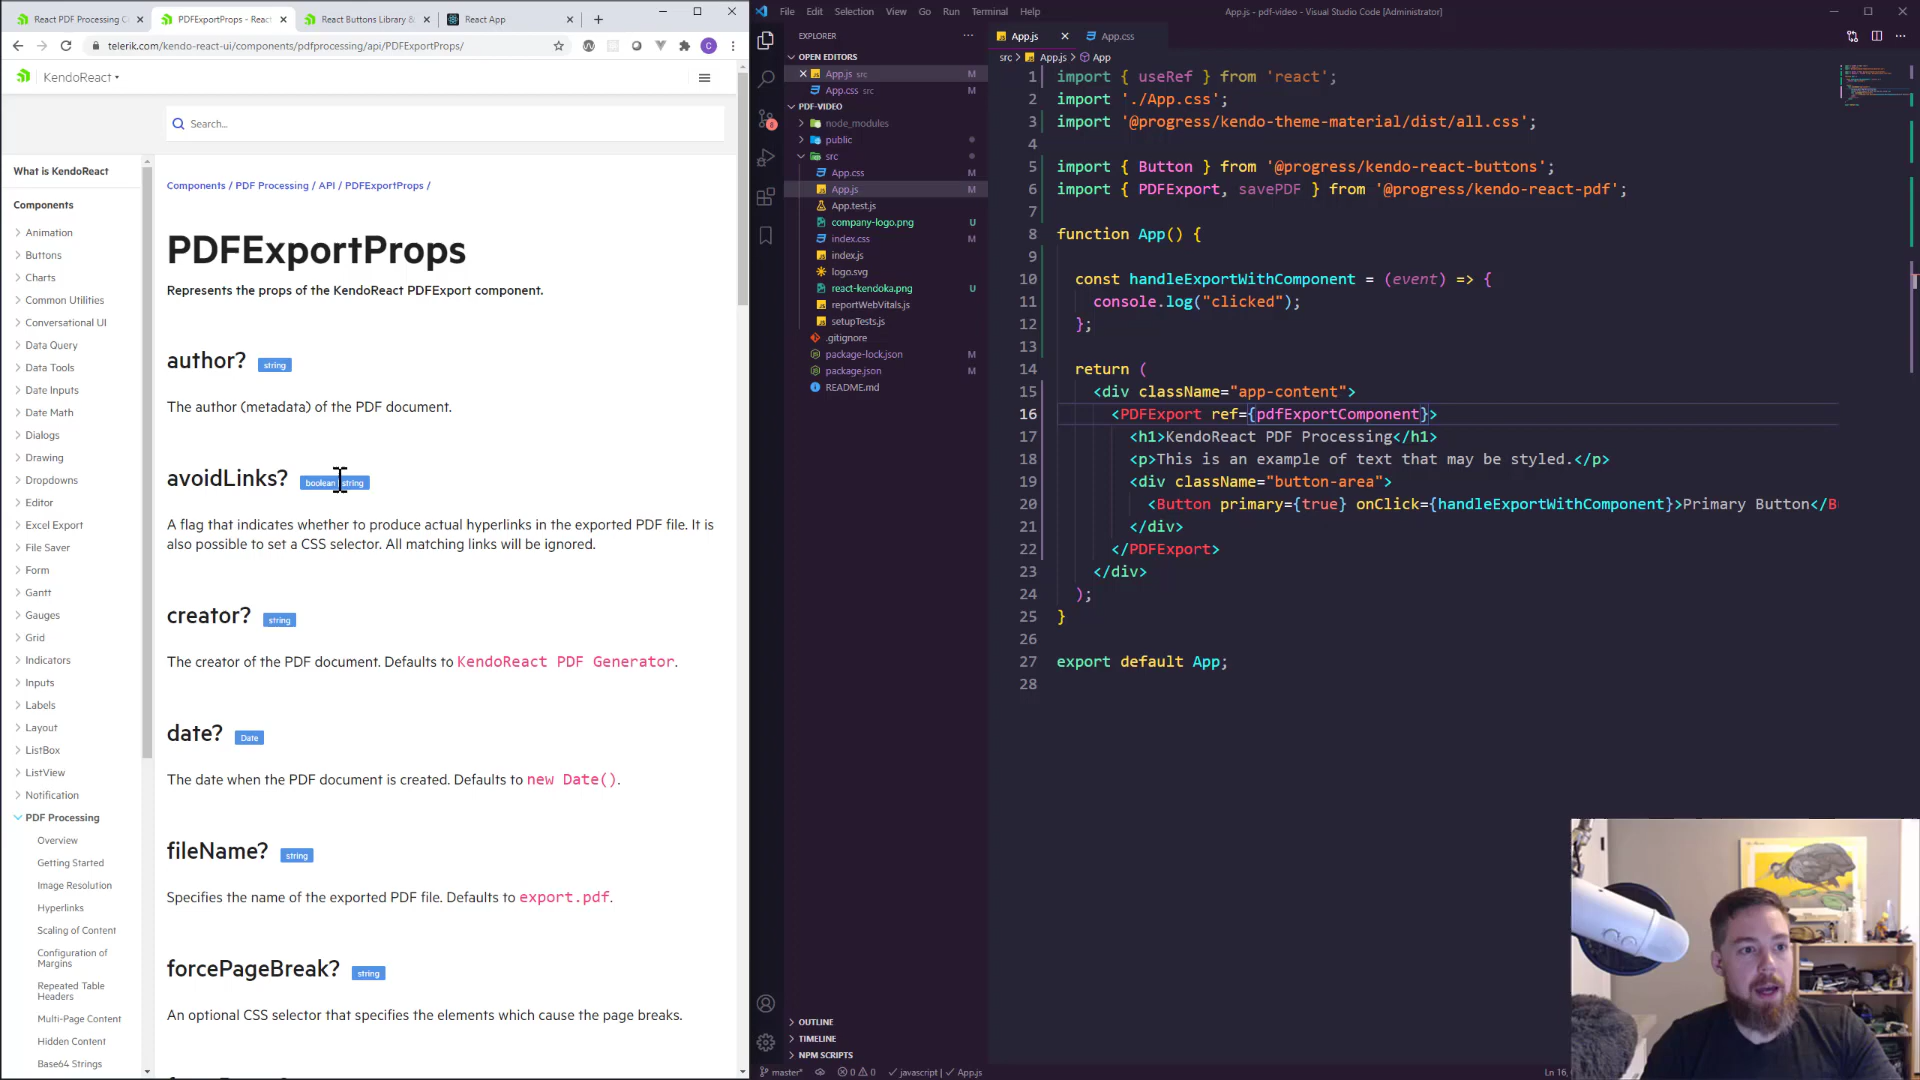 React PDF Processing C
PDFExportProps - React
React Buttons Library &
React App
telerik.com/kendo-react-ui/components/pdfprocessing/api/PDFExportProps/
C
KendoReact
Search...
What is KendoReact
Components
Animation
Buttons
Charts
Common Utilities
Conversational UI
Data Query
Data Tools
Date Inputs
Date Math
Dialogs
Drawing
Dropdowns
Editor
Excel Export
File Saver
Form
Gantt
Gauges
Grid
Indicators
Inputs
Labels
Layout
ListBox
ListView
Notification
PDF Processing
Overview
Getting Started
Image Resolution
Hyperlinks
Scaling of Content
Configuration of
Margins
Repeated Table
Headers
Multi-Page Content
Hidden Content
Base64 Strings
Components / PDF Processing / API / PDFExportProps /
PDFExportProps
Represents the props of the KendoReact PDFExport component.
author? string
The author (metadata) of the PDF document.
avoidLinks? boolean string
A flag that indicates whether to produce actual hyperlinks in the exported PDF file. It is
also possible to set a CSS selector. All matching links will be ignored.
creator? string
The creator of the PDF document. Defaults to KendoReact PDF Generator.
date? Date
The date when the PDF document is created. Defaults to new Date().
fileName? string
Specifies the name of the exported PDF file. Defaults to export.pdf.
forcePageBreak? string
An optional CSS selector that specifies the elements which cause the page breaks.
File Edit Selection View Go Run Terminal Help
App.js - pdf-video - Visual Studio Code [Administrator]
EXPLORER
OPEN EDITORS
App.js src M
App.css src M
PDF-VIDEO
node_modules
public
src
App.css M
App.js M
App.test.js
company-logo.png U
index.css M
index.js
logo.svg
react-kendoka.png U
reportWebVitals.js
setupTests.js
.gitignore
package-lock.json M
package.json M
README.md
OUTLINE
TIMELINE
NPM SCRIPTS
App.js
App.css
src > App.js > App
1 import { useRef } from 'react';
2 import './App.css';
3 import '@progress/kendo-theme-material/dist/all.css';
4
5 import { Button } from '@progress/kendo-react-buttons';
6 import { PDFExport, savePDF } from '@progress/kendo-react-pdf';
7
8 function App() {
9
10 const handleExportWithComponent = (event) => {
11 console.log("clicked");
12 };
13
14 return (
15 <div className="app-content">
16 <PDFExport ref={pdfExportComponent}>
17 <h1>KendoReact PDF Processing</h1>
18 <p>This is an example of text that may be styled.</p>
19 <div className="button-area">
20 <Button primary={true} onClick={handleExportWithComponent}>Primary Button</B
21 </div>
22 </PDFExport>
23 </div>
24 );
25 }
26
27 export default App;
28
master* 0 0 javascript | App.js
Ln 16,